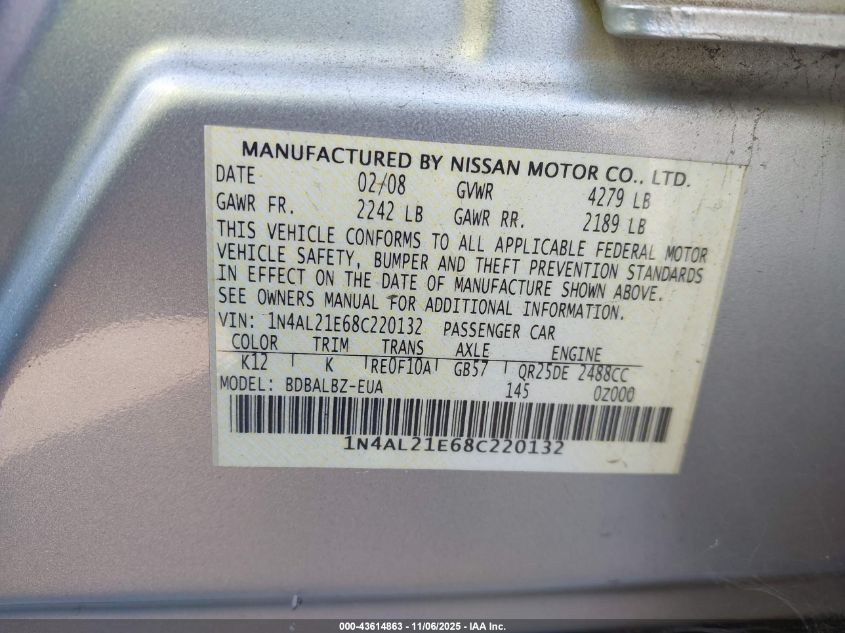 MANUFACTURED BY NISSAN MOTOR CO., LTD.
DATE 02/08 GVWR 4279 LB
GAWR FR. 2242 LB GAWR RR. 2189 LB
THIS VEHICLE CONFORMS TO ALL APPLICABLE FEDERAL MOTOR
VEHICLE SAFETY, BUMPER AND THEFT PREVENTION STANDARDS
IN EFFECT ON THE DATE OF MANUFACTURE SHOWN ABOVE.
SEE OWNERS MANUAL FOR ADDITIONAL INFORMATION.
VIN: 1N4AL21E68C220132 PASSENGER CAR
COLOR TRIM TRANS AXLE ENGINE
K12 K RE0F10A GB57 QR25DE 2488CC
MODEL: BDBALBZ-EUA 145 0Z000
1N4AL21E68C220132
000-43614863 - 11/06/2025 - IAA Inc.